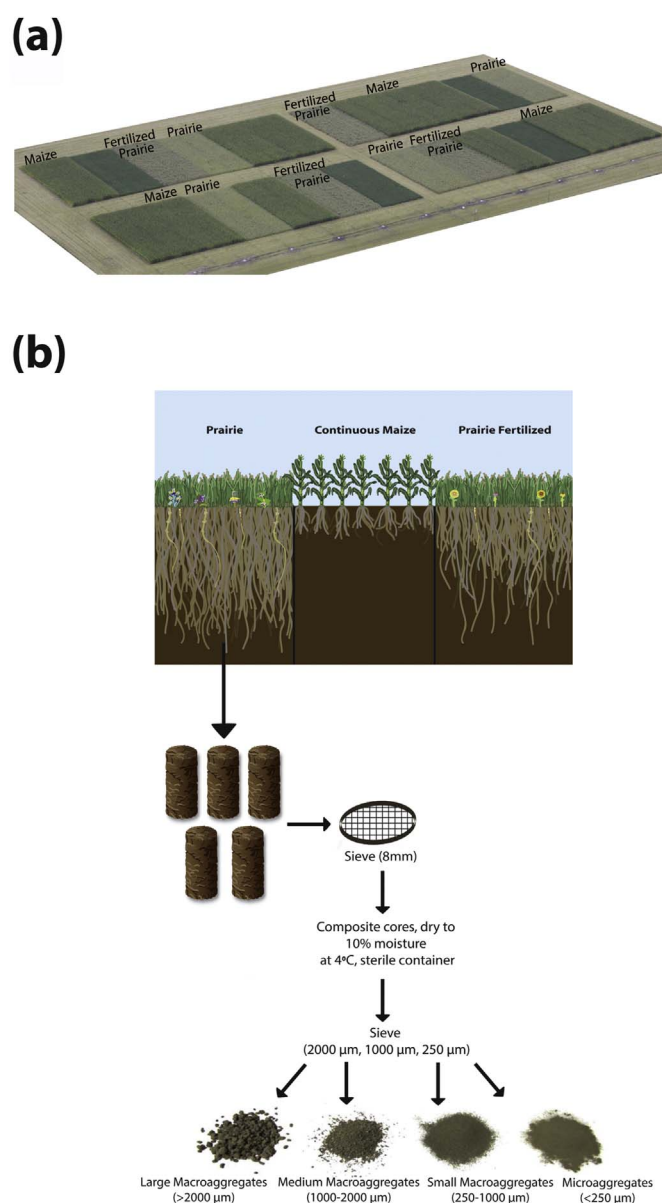 (a)
Prairie
Fertilized
Prairie
Maize
Maize
Fertilized
Prairie
Prairie
Maize
Prairie
Fertilized
Prairie
Prairie
Fertilized
Prairie
Maize
(b)
Prairie
Continuous Maize
Prairie Fertilized
Sieve (8mm)
Composite cores, dry to
10% moisture
at 4ºC, sterile container
Sieve
(2000 µm, 1000 µm, 250 µm)
Large Macroaggregates
(>2000 µm)
Medium Macroaggregates
(1000-2000 µm)
Small Macroaggregates
(250-1000 µm)
Microaggregates
(<250 µm)